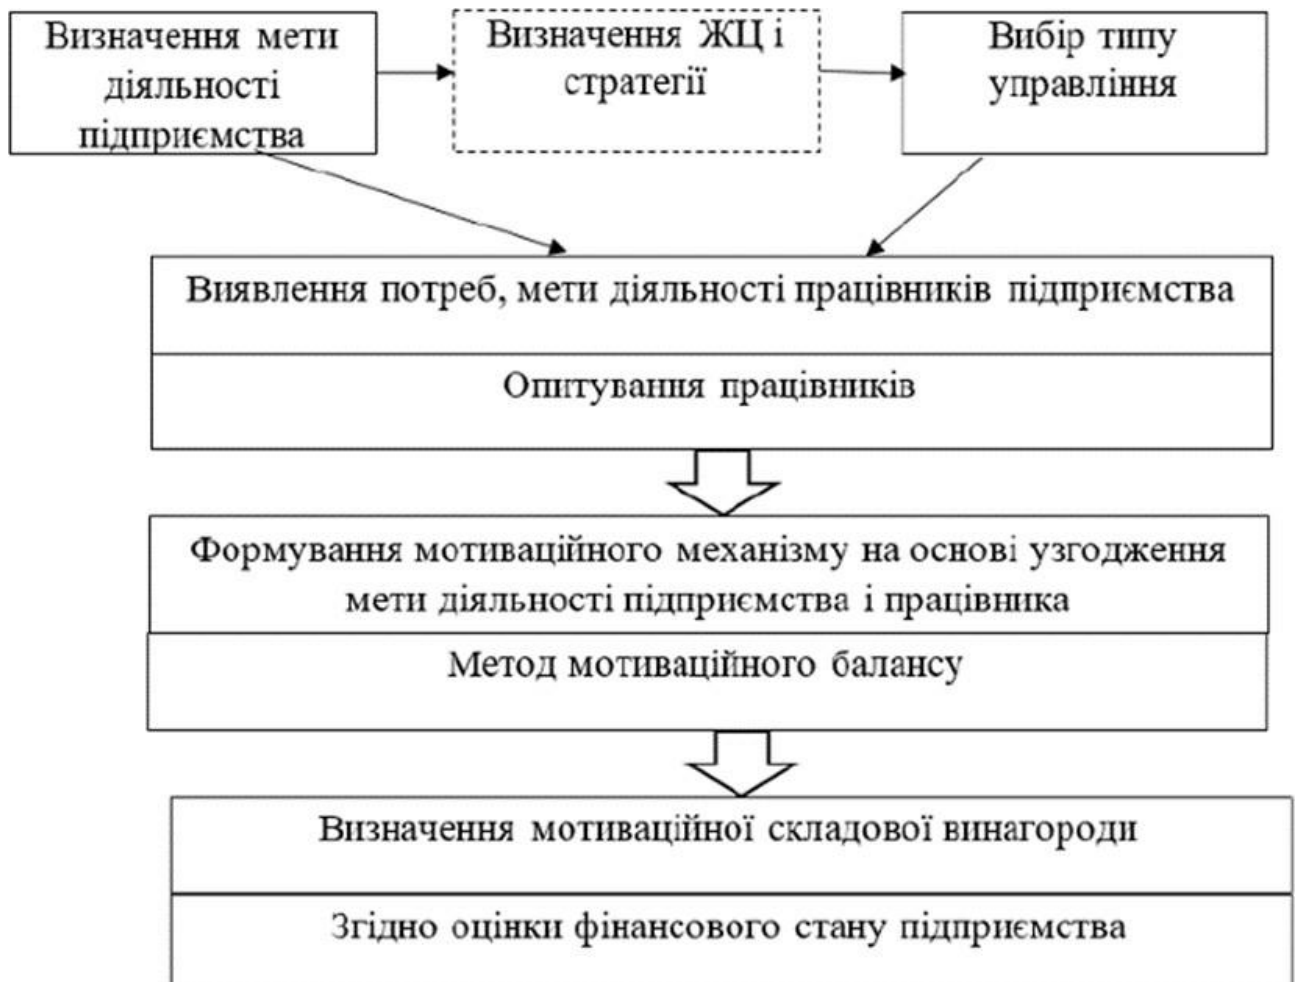 Визначення мети
діяльності
підприємства
Визначення ЖЦ і
стратегії
Вибір типу
управління
Виявлення потреб, мети діяльності працівників підприємства
Опитування працівників
Формування мотиваційного механізму на основі узгодження
мети діяльності підприємства і працівника
Метод мотиваційного балансу
Визначення мотиваційної складової винагороди
Згідно оцінки фінансового стану підприємства